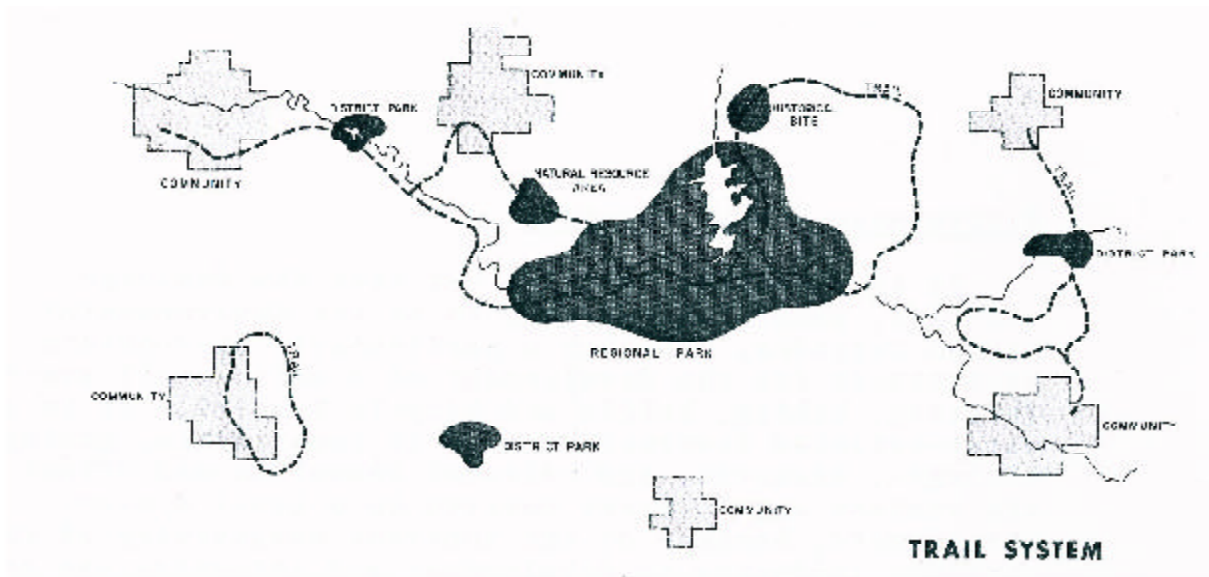 COMMUNITY
DISTRICT PARK
COMMUNITY
NATURAL RESOURCE
AREA
HISTORICAL
SITE
TRAIL
COMMUNITY
TRAIL
DISTRICT PARK
REGIONAL PARK
COMMUNITY
TRAIL
DISTRICT PARK
COMMUNITY
COMMUNITY
TRAIL SYSTEM